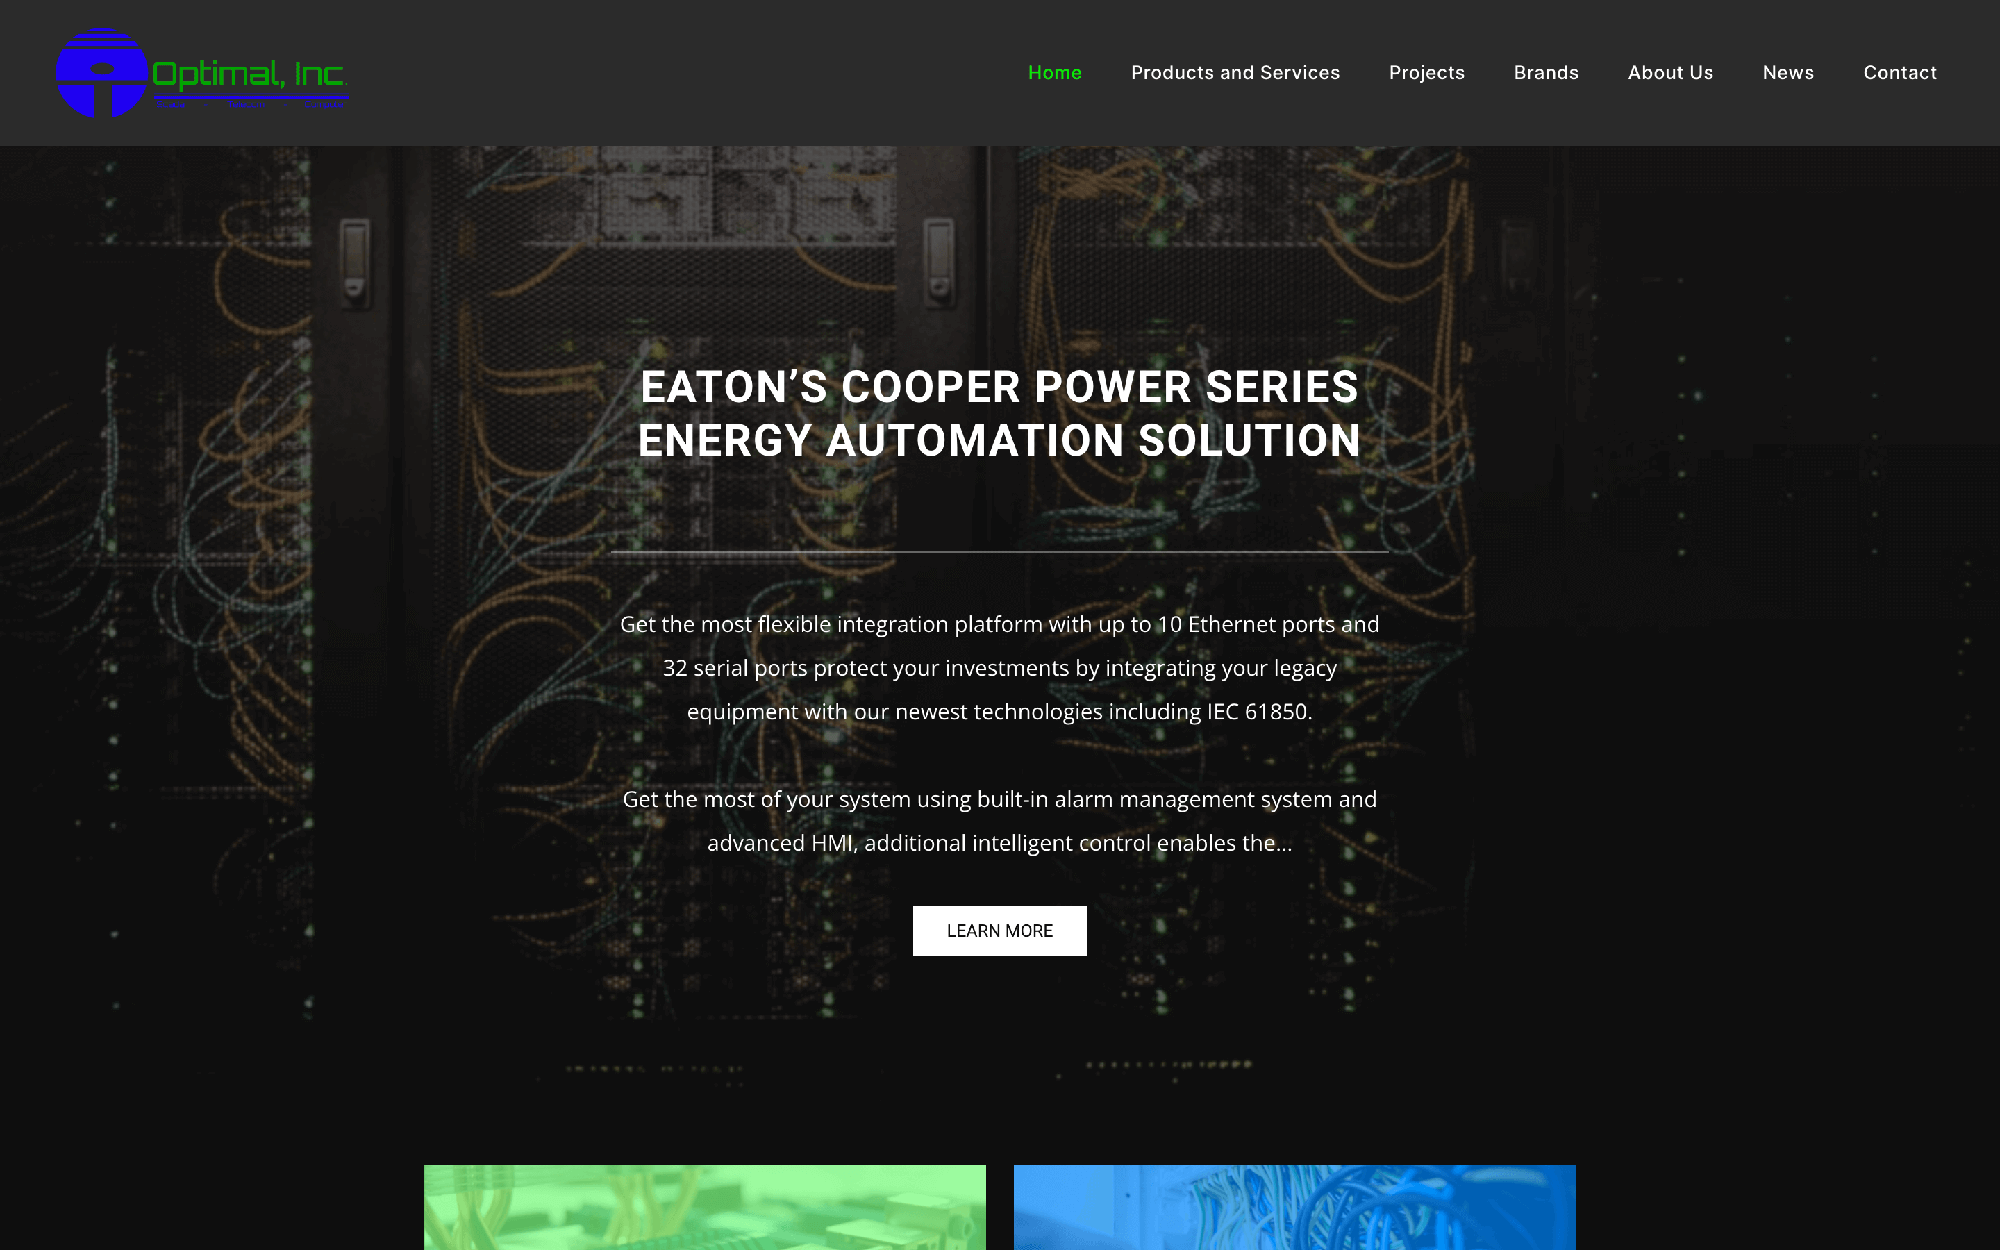 Optimal, Inc.
Home
Products and Services
Projects
Brands
About Us
News
Contact
EATON’S COOPER POWER SERIES
ENERGY AUTOMATION SOLUTION
Get the most flexible integration platform with up to 10 Ethernet ports and
32 serial ports protect your investments by integrating your legacy
equipment with our newest technologies including IEC 61850.
Get the most of your system using built-in alarm management system and
advanced HMI, additional intelligent control enables the...
LEARN MORE